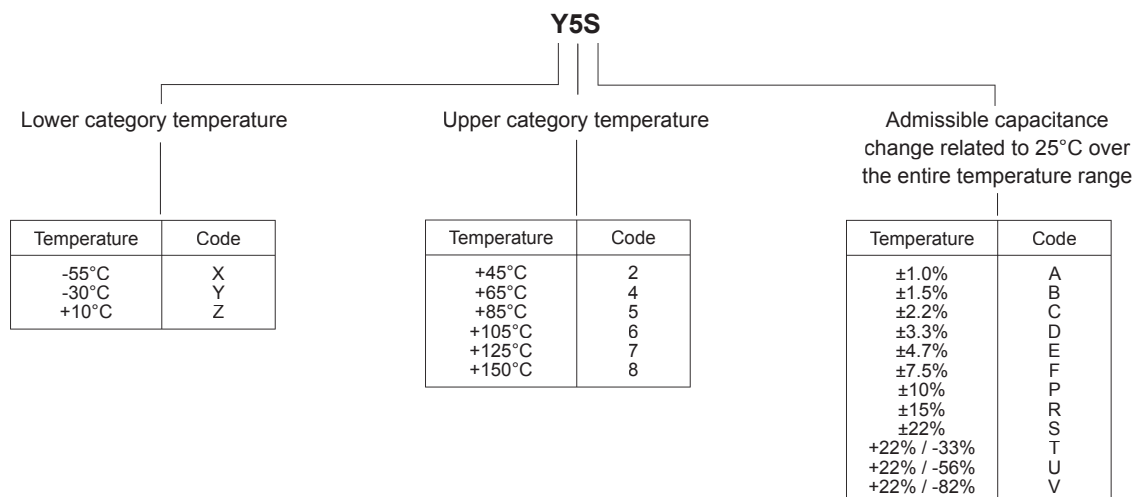 Y5S
Lower category temperature
Temperature Code
-55°C X
-30°C Y
+10°C Z
Upper category temperature
Temperature Code
+45°C 2
+65°C 4
+85°C 5
+105°C 6
+125°C 7
+150°C 8
Admissible capacitance
change related to 25°C over
the entire temperature range
Temperature Code
±1.0% A
±1.5% B
±2.2% C
±3.3% D
±4.7% E
±7.5% F
±10% P
±15% R
±22% S
+22% / -33% T
+22% / -56% U
+22% / -82% V